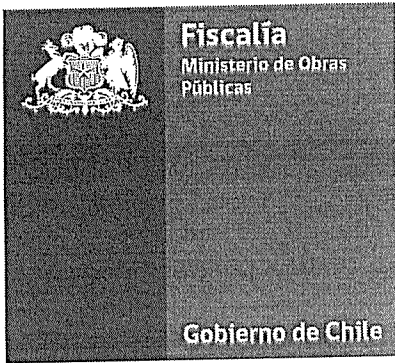 Fiscalía
Ministerio de Obras
Públicas
Gobierno de Chile